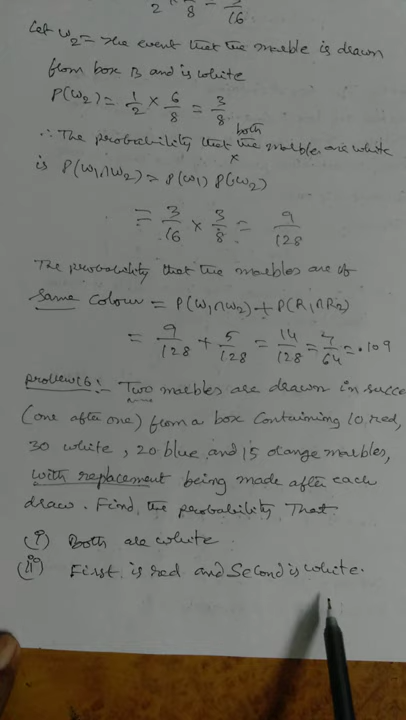 2 8 16
Let W2 = The event that the marble is drawn
from box B and is white
P(W2) = 1/2 × 6/8 = 3/8
∴ The probability that the both marble are white
is P(W1∩W2) = P(W1) P(W2)
= 3/16 × 3/8 = 9/128
The probability that the marbles are of
same colour = P(W1∩W2) + P(R1∩R2)
= 9/128 + 5/128 = 14/128 = 7/64 = .109
Problem 6:- Two marbles are drawn in succe
(one after one) from a box containing 10 red,
30 white, 20 blue and 15 orange marbles,
with replacement being made after each
draw. Find the probability That
(i) Both are white
(ii) First is red and Second is white.